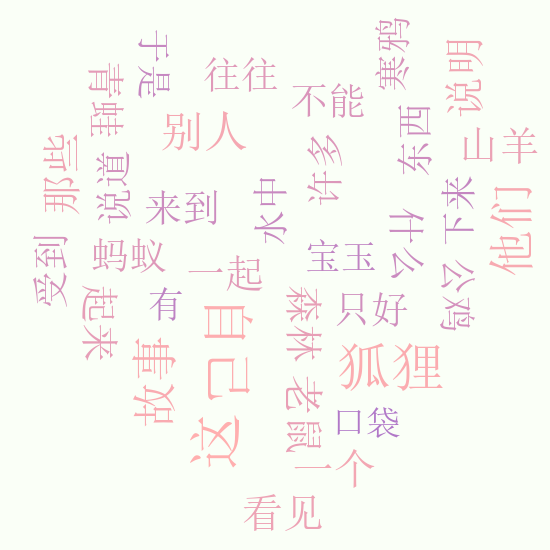 于是
往往
寒鸦
说明
青蛙
不能
别人
东西
山羊
那些
说道
许多
来到
水中
什么
下来
他们
受到
蚂蚁
一起
宝玉
公鸡
起来
有
自己
森林
只好
故事
狐狸
这
老鼠
口袋
一个
看见